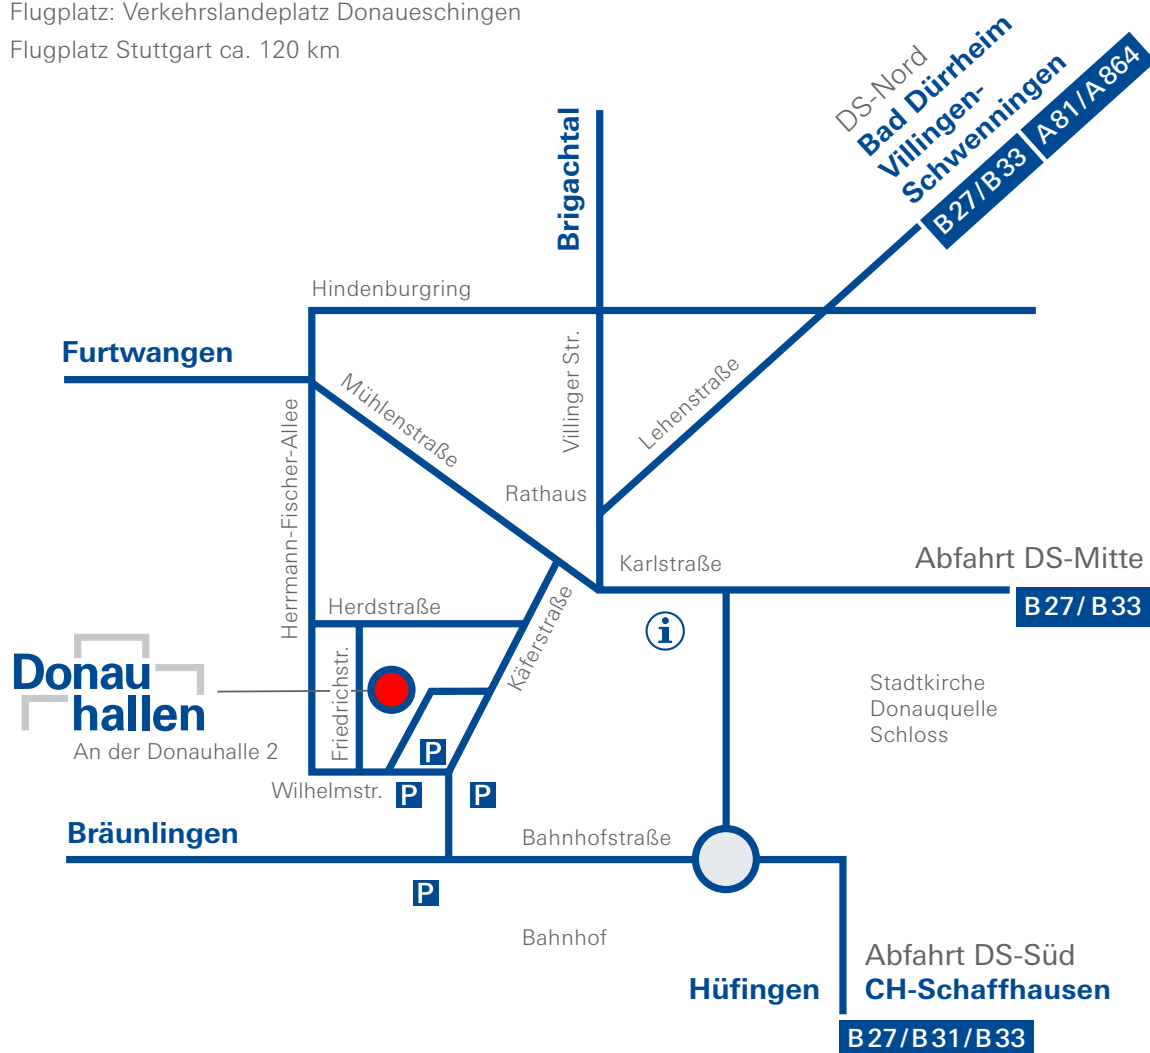 Flugplatz: Verkehrslandeplatz Donaueschingen
Flugplatz Stuttgart ca. 120 km
DS-Nord
Bad Dürrheim
Villingen-
Schwenningen
B27/B33
A81/A864
Brigachtal
Hindenburgring
Furtwangen
Mühlenstraße
Villinger Str.
Lehenstraße
Herrmann-Fischer-Allee
Rathaus
Karlstraße
Abfahrt DS-Mitte
B27/B33
Herdstraße
Käferstraße
i
Donau
hallen
An der Donauhalle 2
Friedrichstr.
Stadtkirche
Donauquelle
Schloss
P
Wilhelmstr.
P
P
Bräunlingen
Bahnhofstraße
P
Bahnhof
Abfahrt DS-Süd
Hüfingen
CH-Schaffhausen
B27/B31/B33